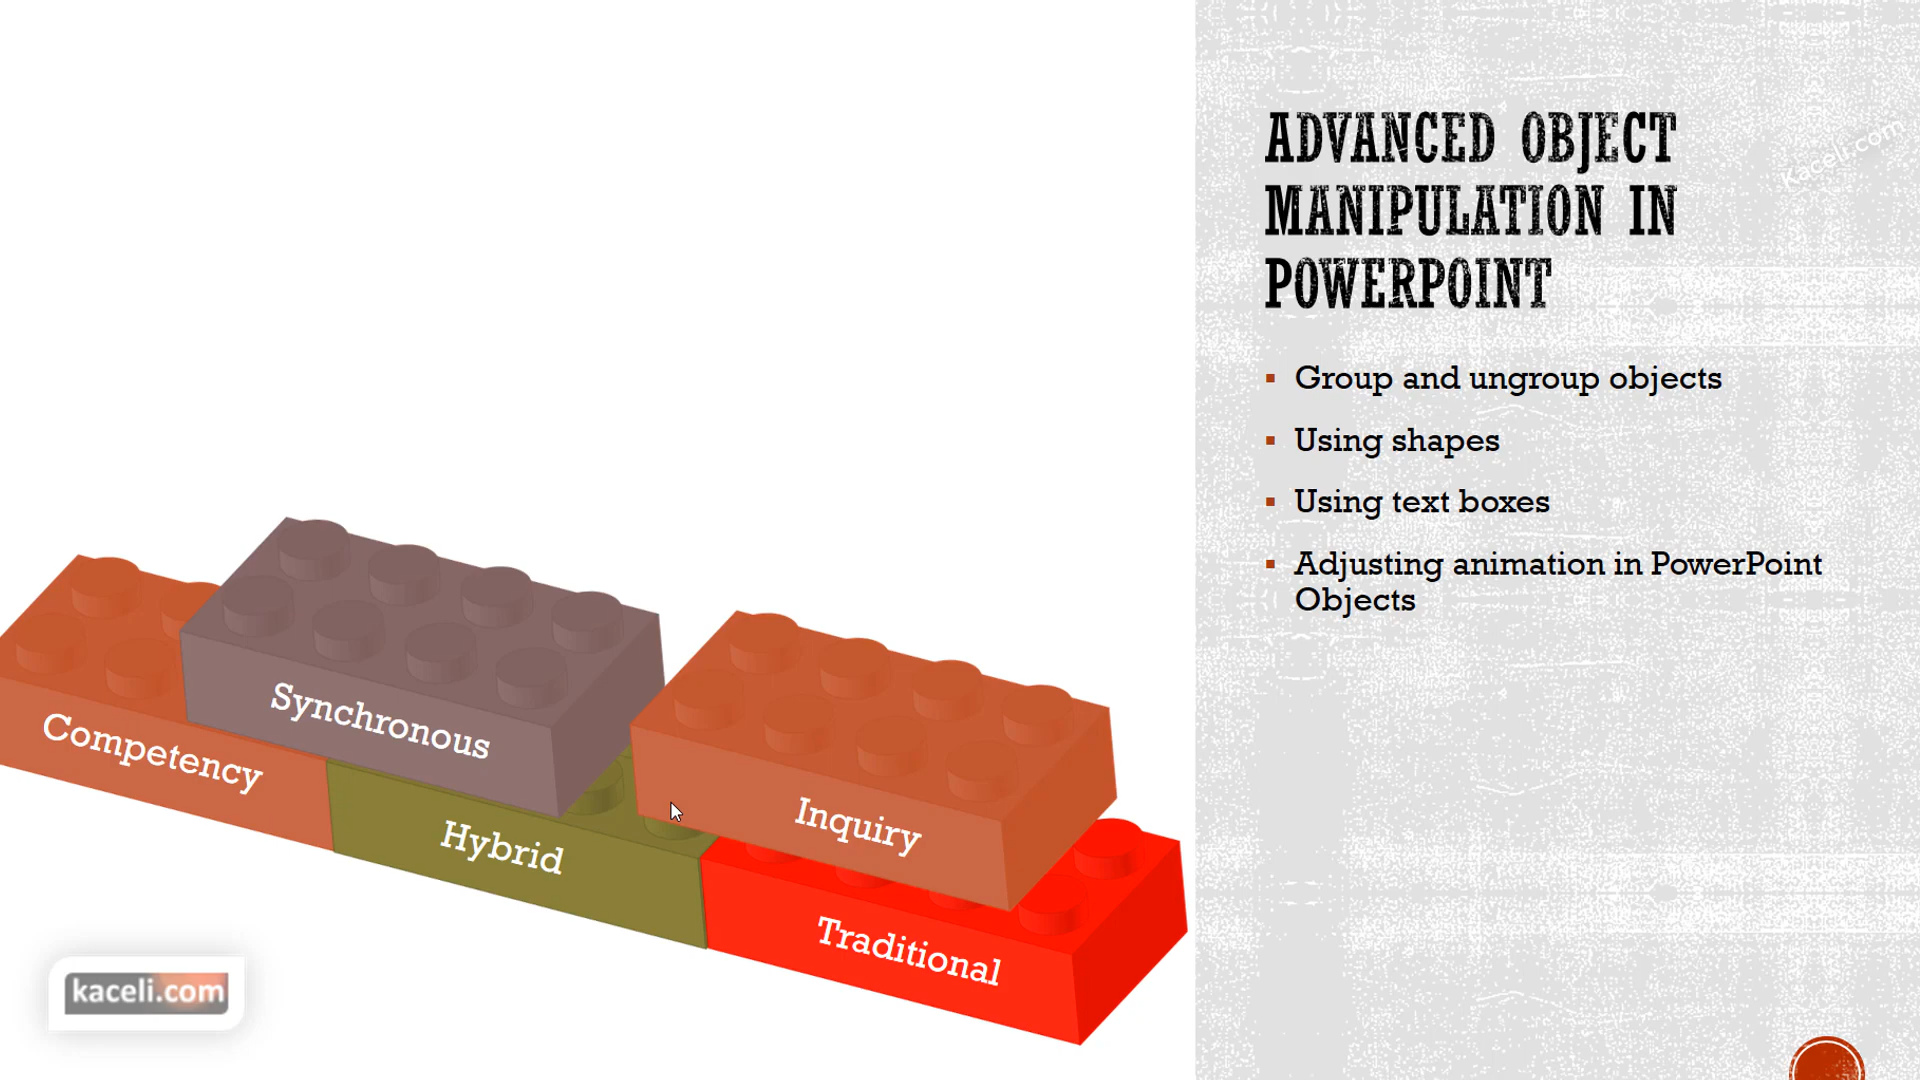 ADVANCED OBJECT
MANIPULATION IN
POWERPOINT
Kaceli.com
▪ Group and ungroup objects
▪ Using shapes
▪ Using text boxes
▪ Adjusting animation in PowerPoint
Objects
Synchronous
Competency
Inquiry
Hybrid
Traditional
kaceli.com